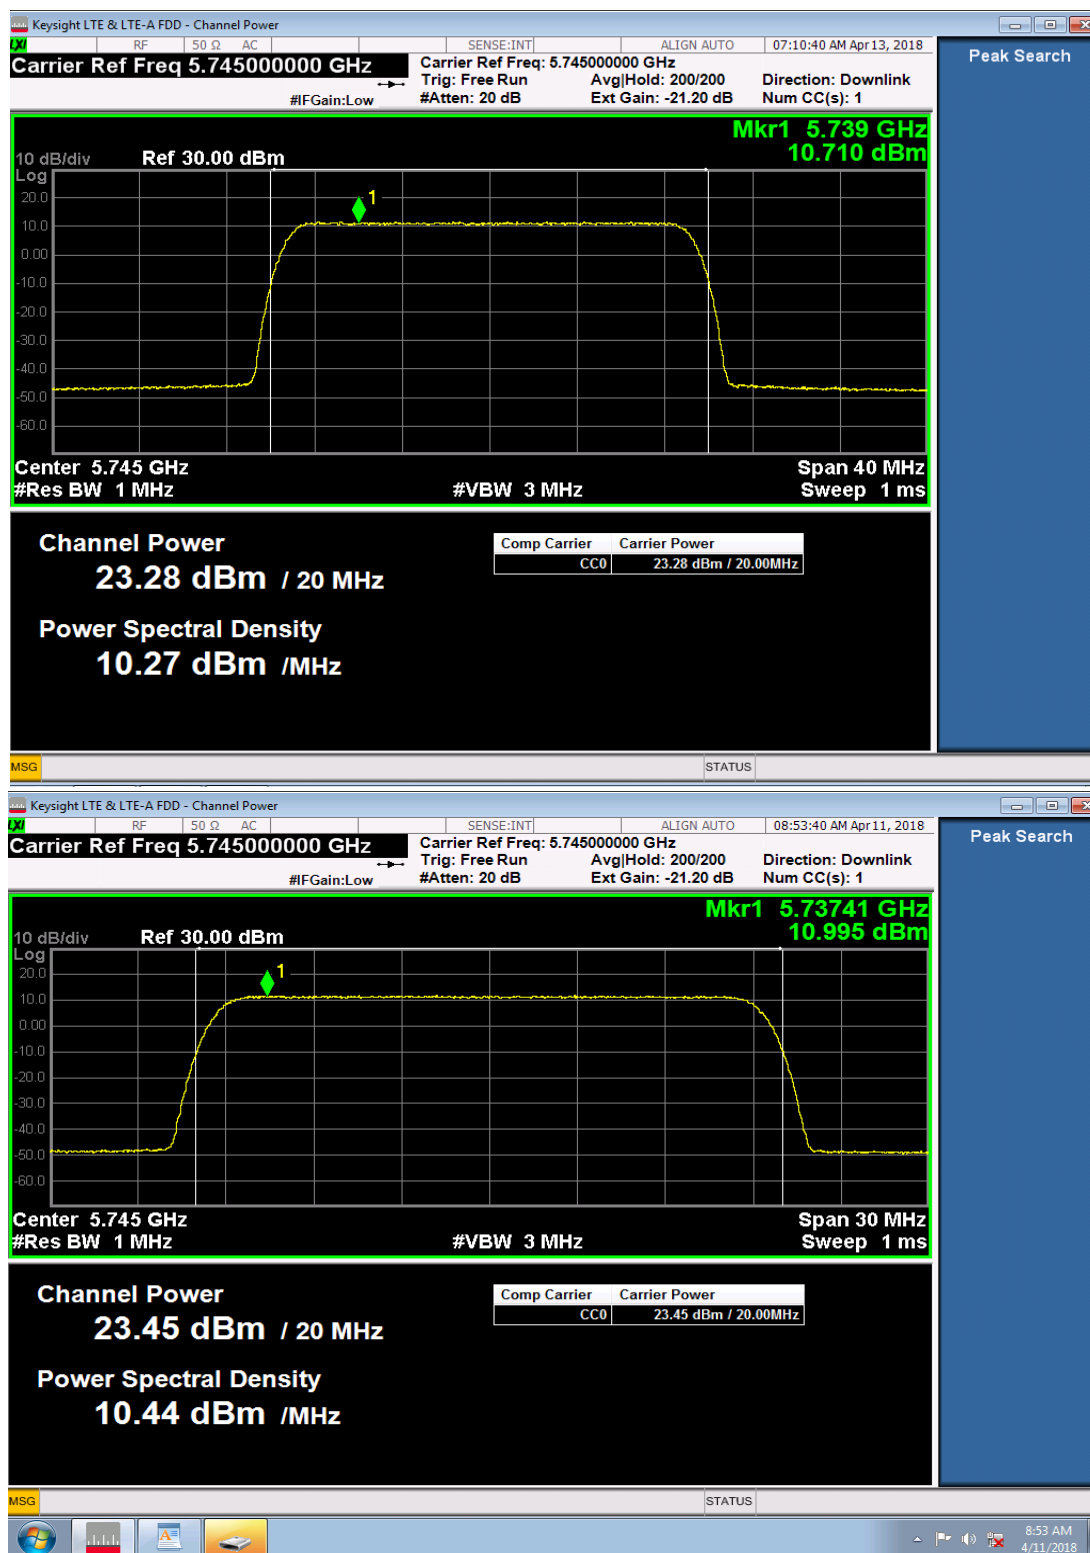 Keysight LTE & LTE-A FDD - Channel Power
LXI RF 50 Ω AC SENSE:INT ALIGN AUTO 07:10:40 AM Apr 13, 2018
Carrier Ref Freq 5.745000000 GHz
Carrier Ref Freq: 5.745000000 GHz
Trig: Free Run Avg|Hold: 200/200 Direction: Downlink
#IFGain:Low #Atten: 20 dB Ext Gain: -21.20 dB Num CC(s): 1
Peak Search
Mkr1 5.739 GHz
10.710 dBm
10 dB/div Ref 30.00 dBm
Log
1
20.0
10.0
0.00
-10.0
-20.0
-30.0
-40.0
-50.0
-60.0
Center 5.745 GHz Span 40 MHz
#Res BW 1 MHz #VBW 3 MHz Sweep 1 ms
Channel Power
23.28 dBm / 20 MHz
Comp Carrier Carrier Power
CC0 23.28 dBm / 20.00MHz
Power Spectral Density
10.27 dBm /MHz
MSG STATUS
Keysight LTE & LTE-A FDD - Channel Power
LXI RF 50 Ω AC SENSE:INT ALIGN AUTO 08:53:40 AM Apr 11, 2018
Carrier Ref Freq 5.745000000 GHz
Carrier Ref Freq: 5.745000000 GHz
Trig: Free Run Avg|Hold: 200/200 Direction: Downlink
#IFGain:Low #Atten: 20 dB Ext Gain: -21.20 dB Num CC(s): 1
Peak Search
Mkr1 5.73741 GHz
10.995 dBm
10 dB/div Ref 30.00 dBm
Log
1
20.0
10.0
0.00
-10.0
-20.0
-30.0
-40.0
-50.0
-60.0
Center 5.745 GHz Span 30 MHz
#Res BW 1 MHz #VBW 3 MHz Sweep 1 ms
Channel Power
23.45 dBm / 20 MHz
Comp Carrier Carrier Power
CC0 23.45 dBm / 20.00MHz
Power Spectral Density
10.44 dBm /MHz
MSG STATUS
8:53 AM
4/11/2018